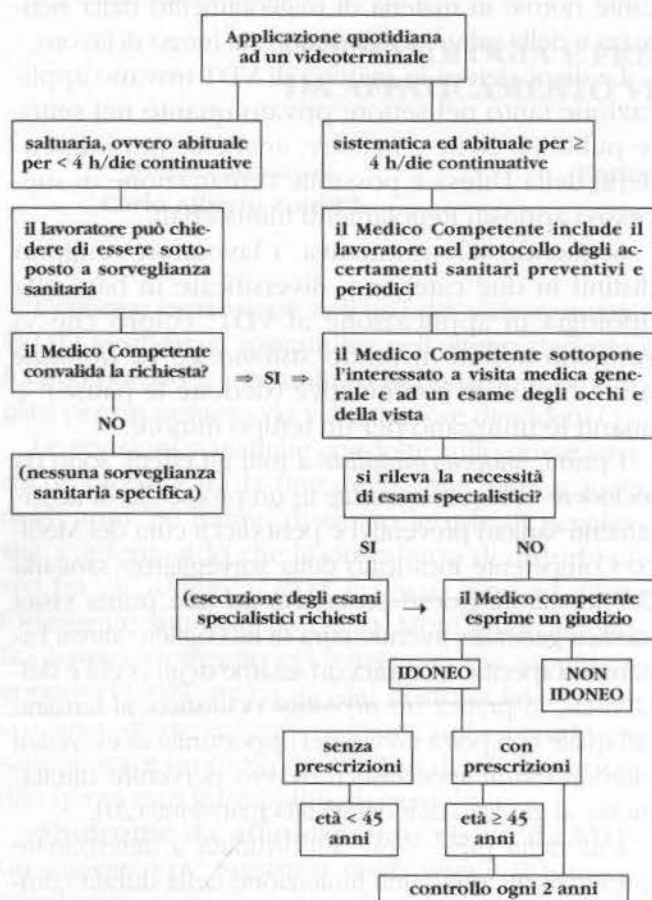 Applicazione quotidiana
ad un videoterminale
saltuaria, ovvero abituale
per < 4 h/die continuative
sistematica ed abituale per ≥
4 h/die continuative
il lavoratore può chie-
dere di essere sotto-
posto a sorveglianza
sanitaria
il Medico Competente include il
lavoratore nel protocollo degli ac-
certamenti sanitari preventivi e
periodici
il Medico Competente
convalida la richiesta?
⇒ SI ⇒
il Medico Competente sottopone
l'interessato a visita medica gene-
rale e ad un esame degli occhi e
della vista
NO
(non sorveglianza
sanitaria specifica)
si rileva la necessità
di esami specialistici?
SI
NO
(esecuzione degli esami
specialistici richiesti
→
il Medico competente
esprime un giudizio
IDONEO
NON
IDONEO
senza
prescrizioni
con
prescrizioni
età < 45
anni
età ≥ 45
anni
controllo ogni 2 anni